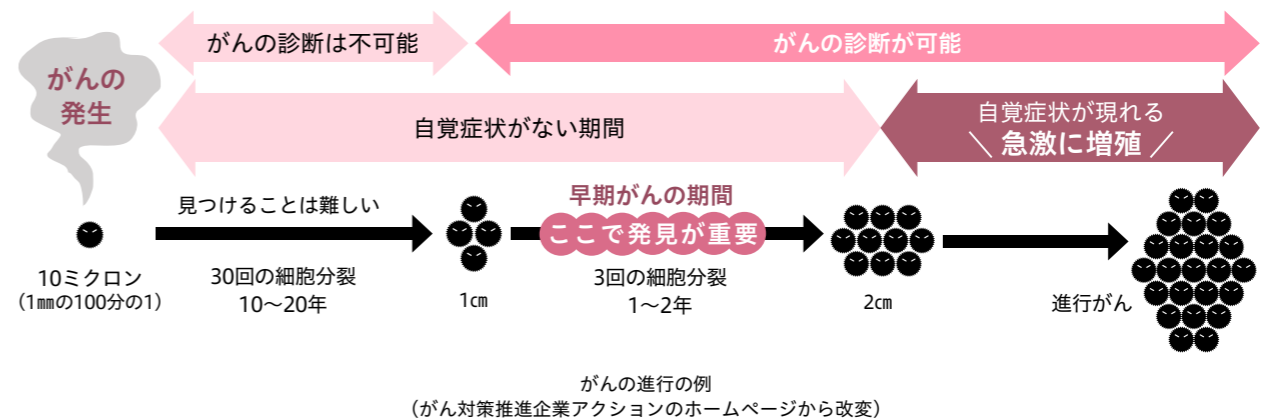 がんの診断は不可能
がんの診断が可能
がんの
発生
自覚症状がない期間
自覚症状が現れる
＼ 急激に増殖 ／
見つけることは難しい
早期がんの期間
ここで発見が重要
10ミクロン
（1㎜の100分の1）
30回の細胞分裂
10〜20年
1㎝
3回の細胞分裂
1〜2年
2㎝
進行がん
がんの進行の例
（がん対策推進企業アクションのホームページから改変）